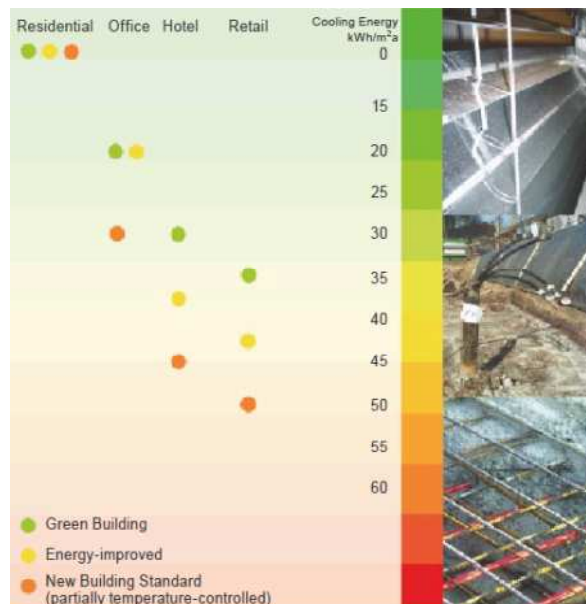 Residential Office Hotel Retail Cooling Energy
kWh/m²a
0
15
20
25
30
35
40
45
50
55
60
Green Building
Energy-improved
New Building Standard
(partially temperature-controlled)